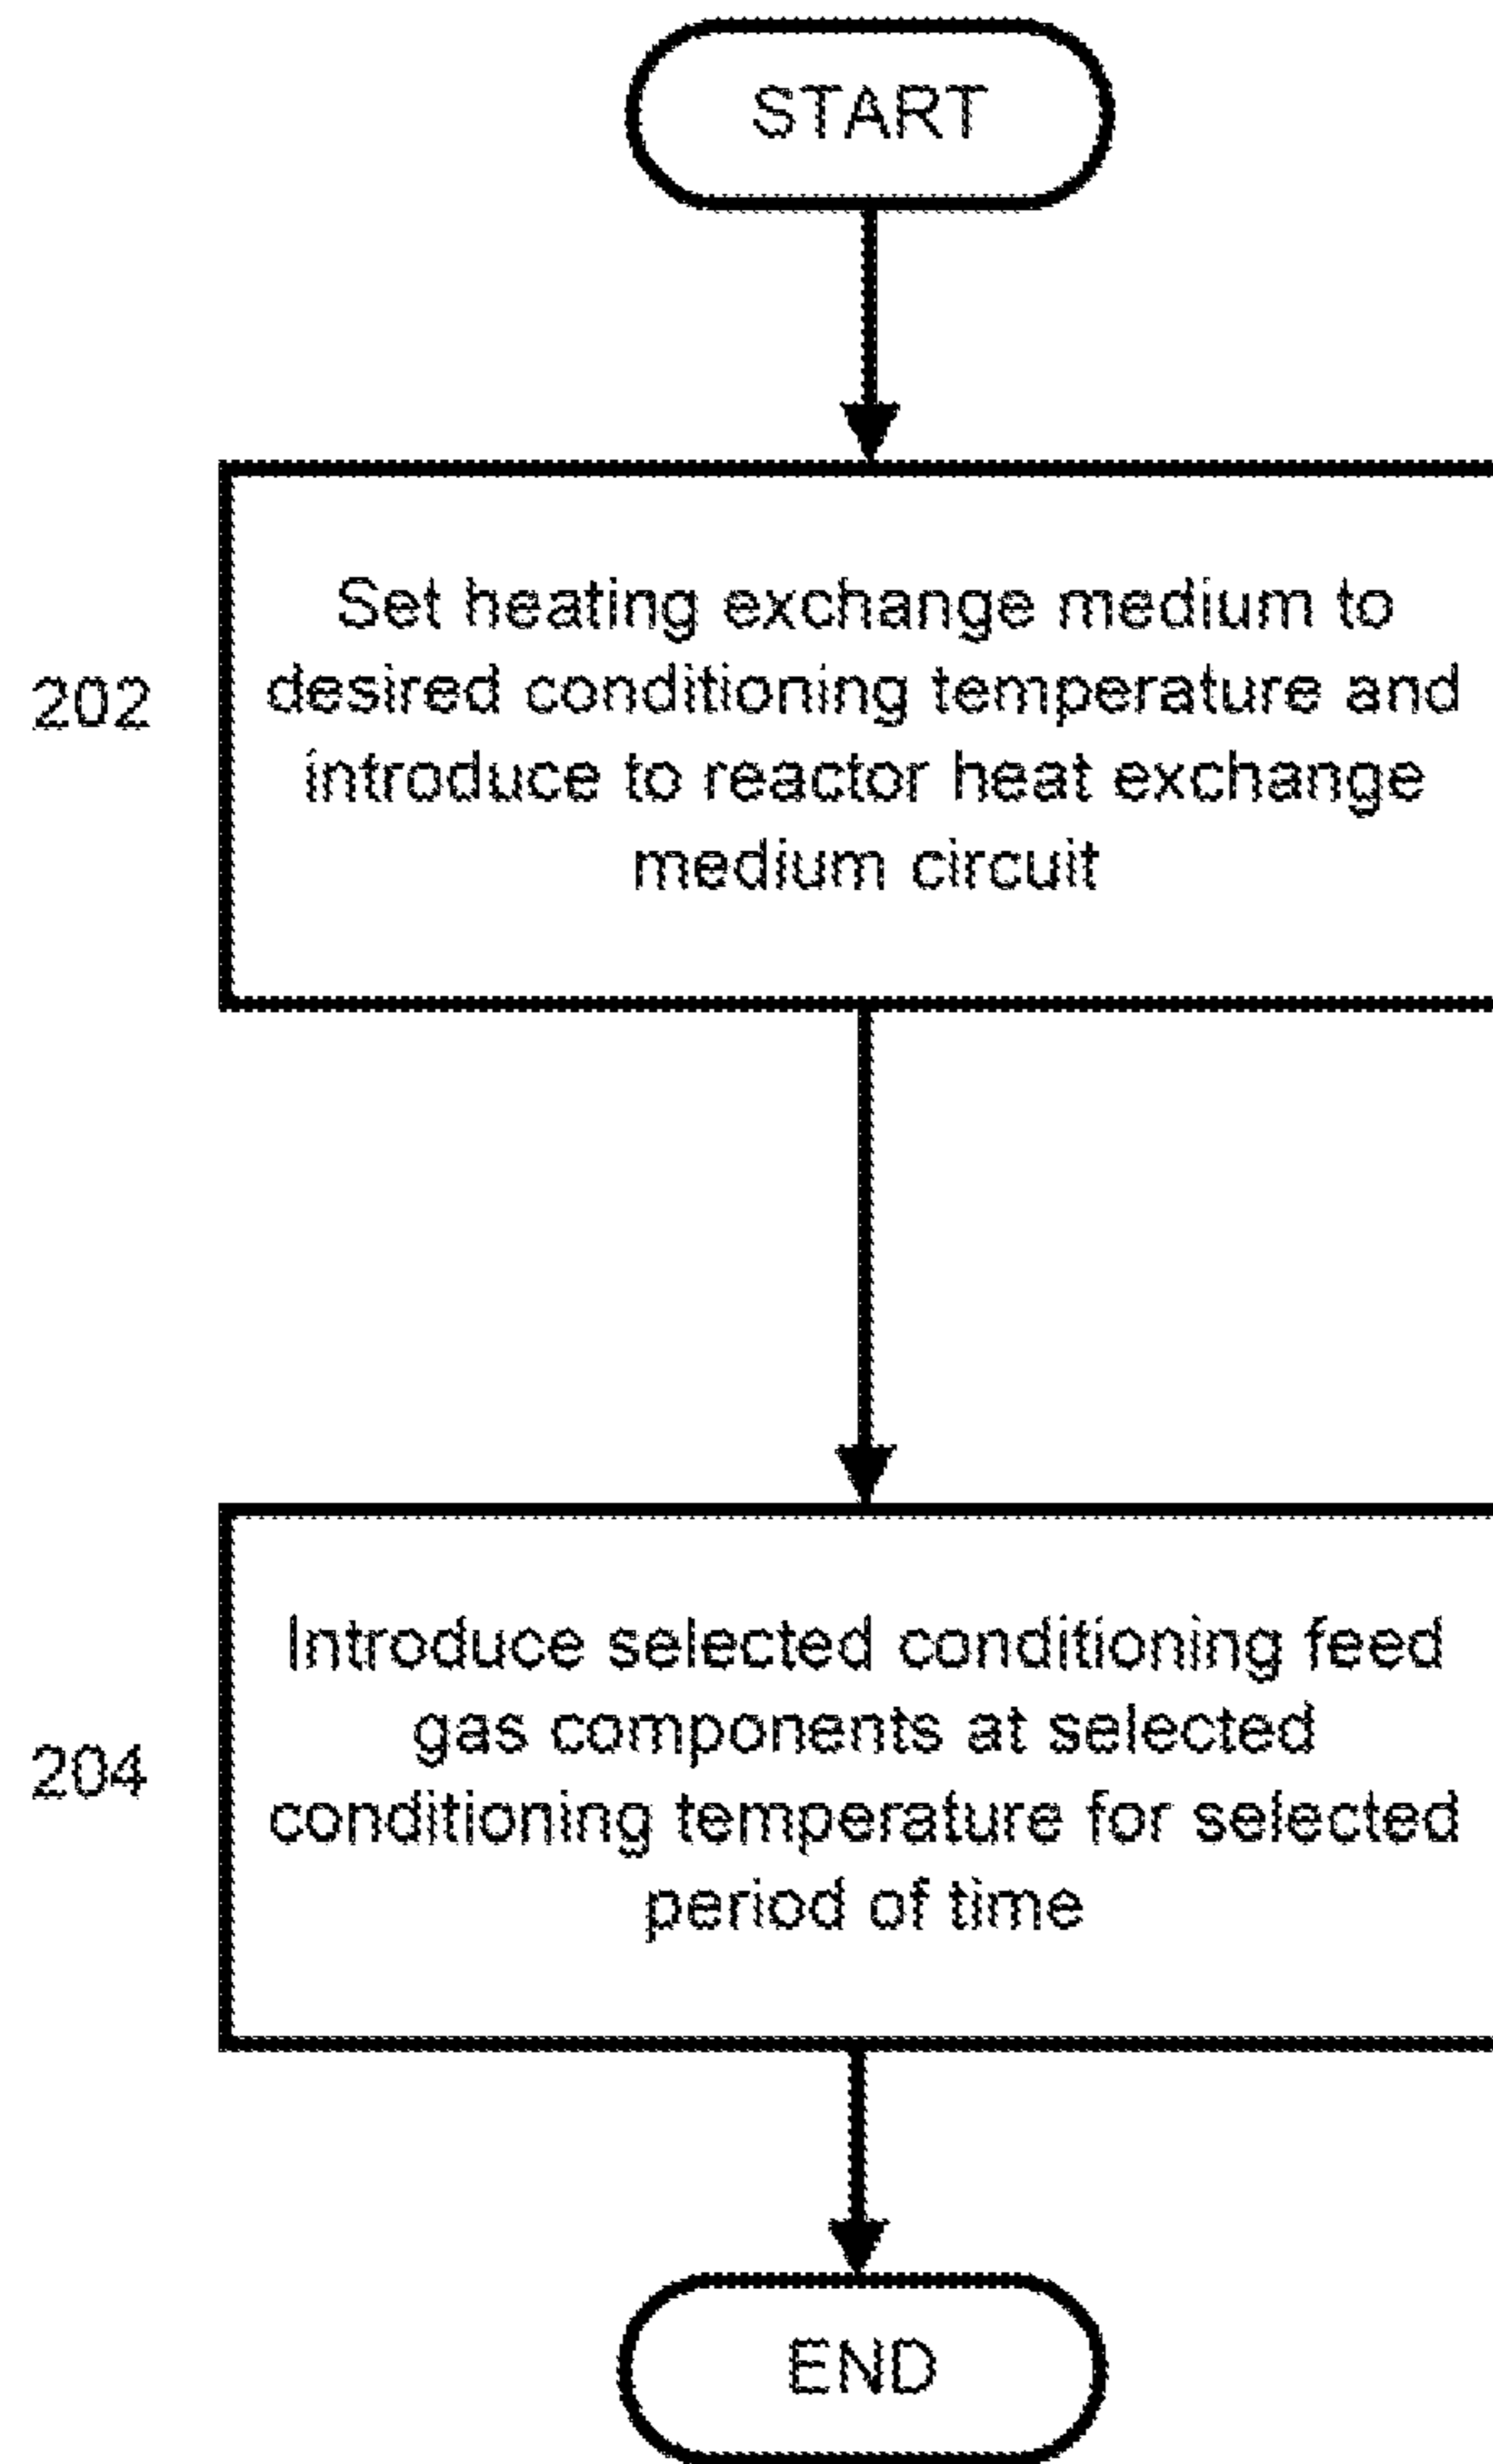 START
202
Set heating exchange medium to
desired conditioning temperature and
introduce to reactor heat exchange
medium circuit
204
Introduce selected conditioning feed
gas components at selected
conditioning temperature for selected
period of time
END